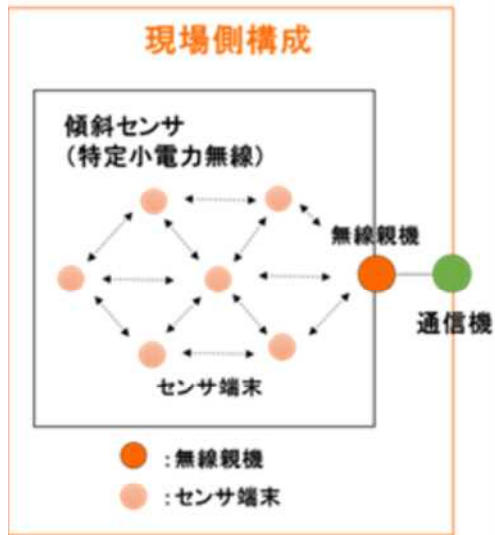 現場側構成
傾斜センサ
(特定小電力無線)
無線親機
通信機
センサ端末
:無線親機
:センサ端末